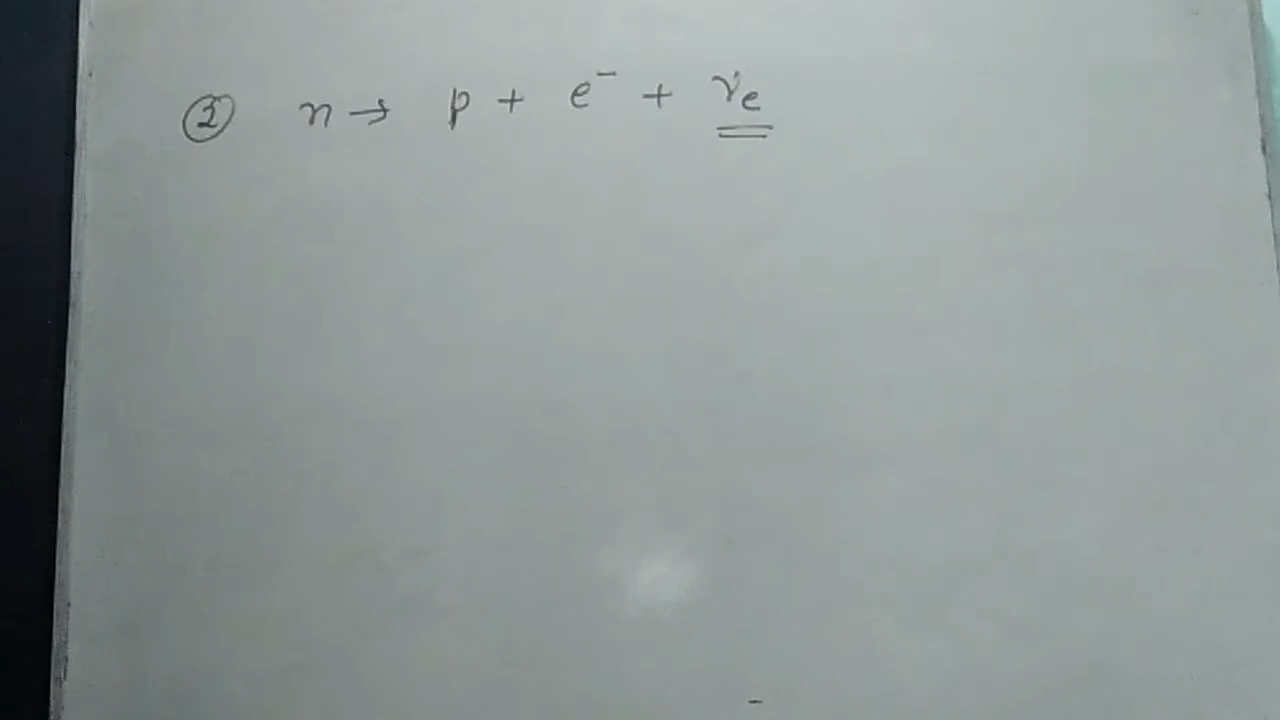 ② n → p + e⁻ + νₑ